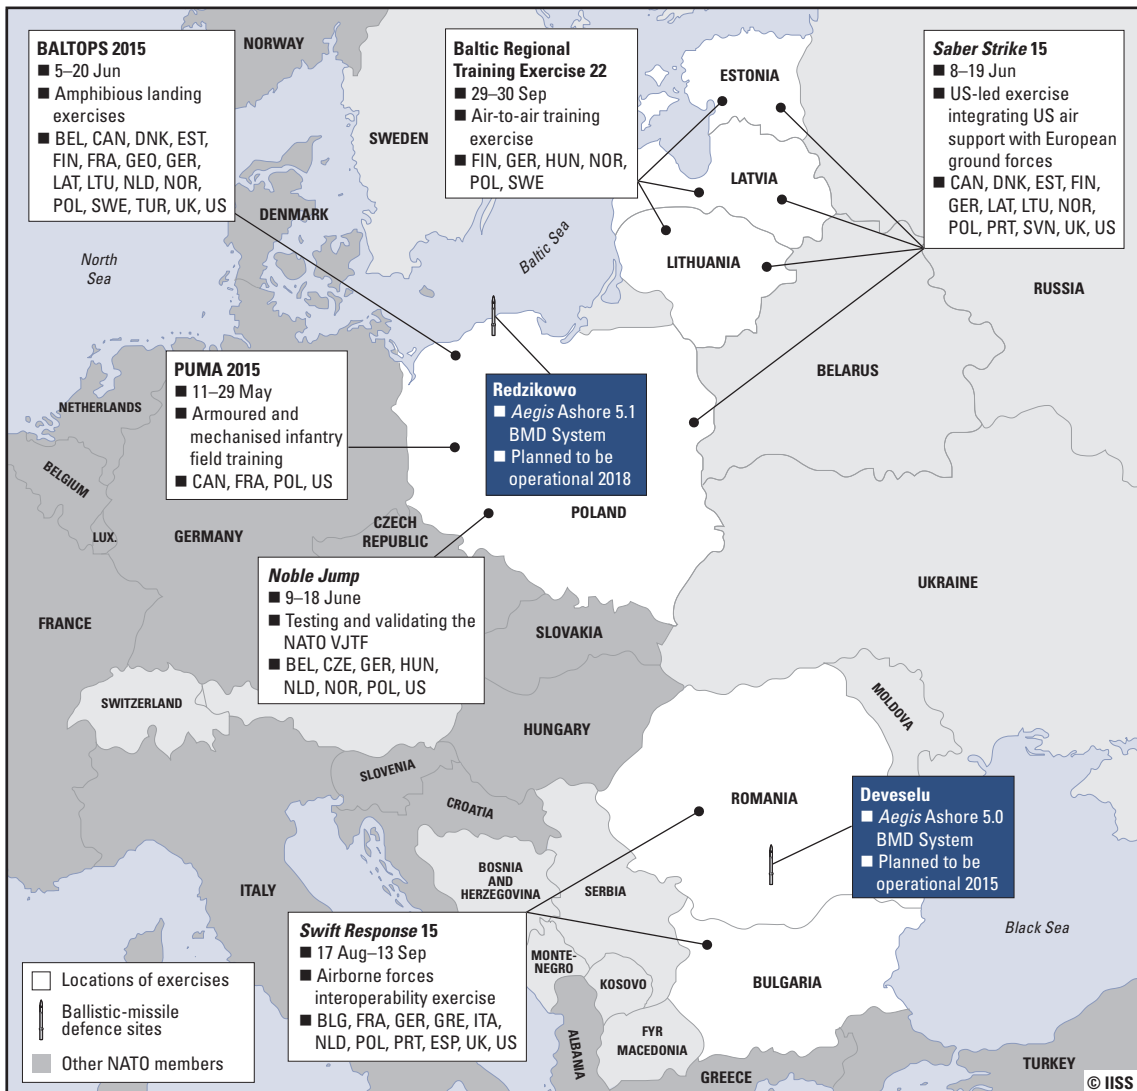 BALTOPS 2015
■ 5–20 Jun
■ Amphibious landing
exercises
■ BEL, CAN, DNK, EST,
FIN, FRA, GEO, GER,
LAT, LTU, NLD, NOR,
POL, SWE, TUR, UK, US
NORWAY
SWEDEN
Baltic Regional
Training Exercise 22
■ 29–30 Sep
■ Air-to-air training
exercise
■ FIN, GER, HUN, NOR,
POL, SWE
ESTONIA
Saber Strike 15
■ 8–19 Jun
■ US-led exercise
integrating US air
support with European
ground forces
■ CAN, DNK, EST, FIN,
GER, LAT, LTU, NOR,
POL, PRT, SVN, UK, US
LATVIA
DENMARK
North
Sea
Baltic Sea
LITHUANIA
RUSSIA
BELARUS
PUMA 2015
■ 11–29 May
■ Armoured and
mechanised infantry
field training
■ CAN, FRA, POL, US
NETHERLANDS
BELGIUM
LUX.
GERMANY
Redzikowo
■ Aegis Ashore 5.1
BMD System
■ Planned to be
operational 2018
POLAND
CZECH
REPUBLIC
UKRAINE
Noble Jump
■ 9–18 June
■ Testing and validating the
NATO VJTF
■ BEL, CZE, GER, HUN,
NLD, NOR, POL, US
FRANCE
SLOVAKIA
SWITZERLAND
HUNGARY
MOLDOVA
SLOVENIA
CROATIA
ROMANIA
Deveselu
■ Aegis Ashore 5.0
BMD System
■ Planned to be
operational 2015
ITALY
BOSNIA
AND
HERZEGOVINA
SERBIA
Black Sea
Swift Response 15
■ 17 Aug–13 Sep
■ Airborne forces
interoperability exercise
■ BLG, FRA, GER, GRE, ITA,
NLD, POL, PRT, ESP, UK, US
MONTE-
NEGRO
KOSOVO
BULGARIA
FYR
MACEDONIA
ALBANIA
GREECE
TURKEY
Locations of exercises
Ballistic-missile
defence sites
Other NATO members
© IISS